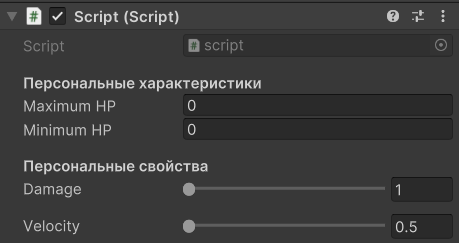 Script (Script)
Script script
Персональные характеристики
Maximum HP 0
Minimum HP 0
Персональные свойства
Damage 1
Velocity 0.5